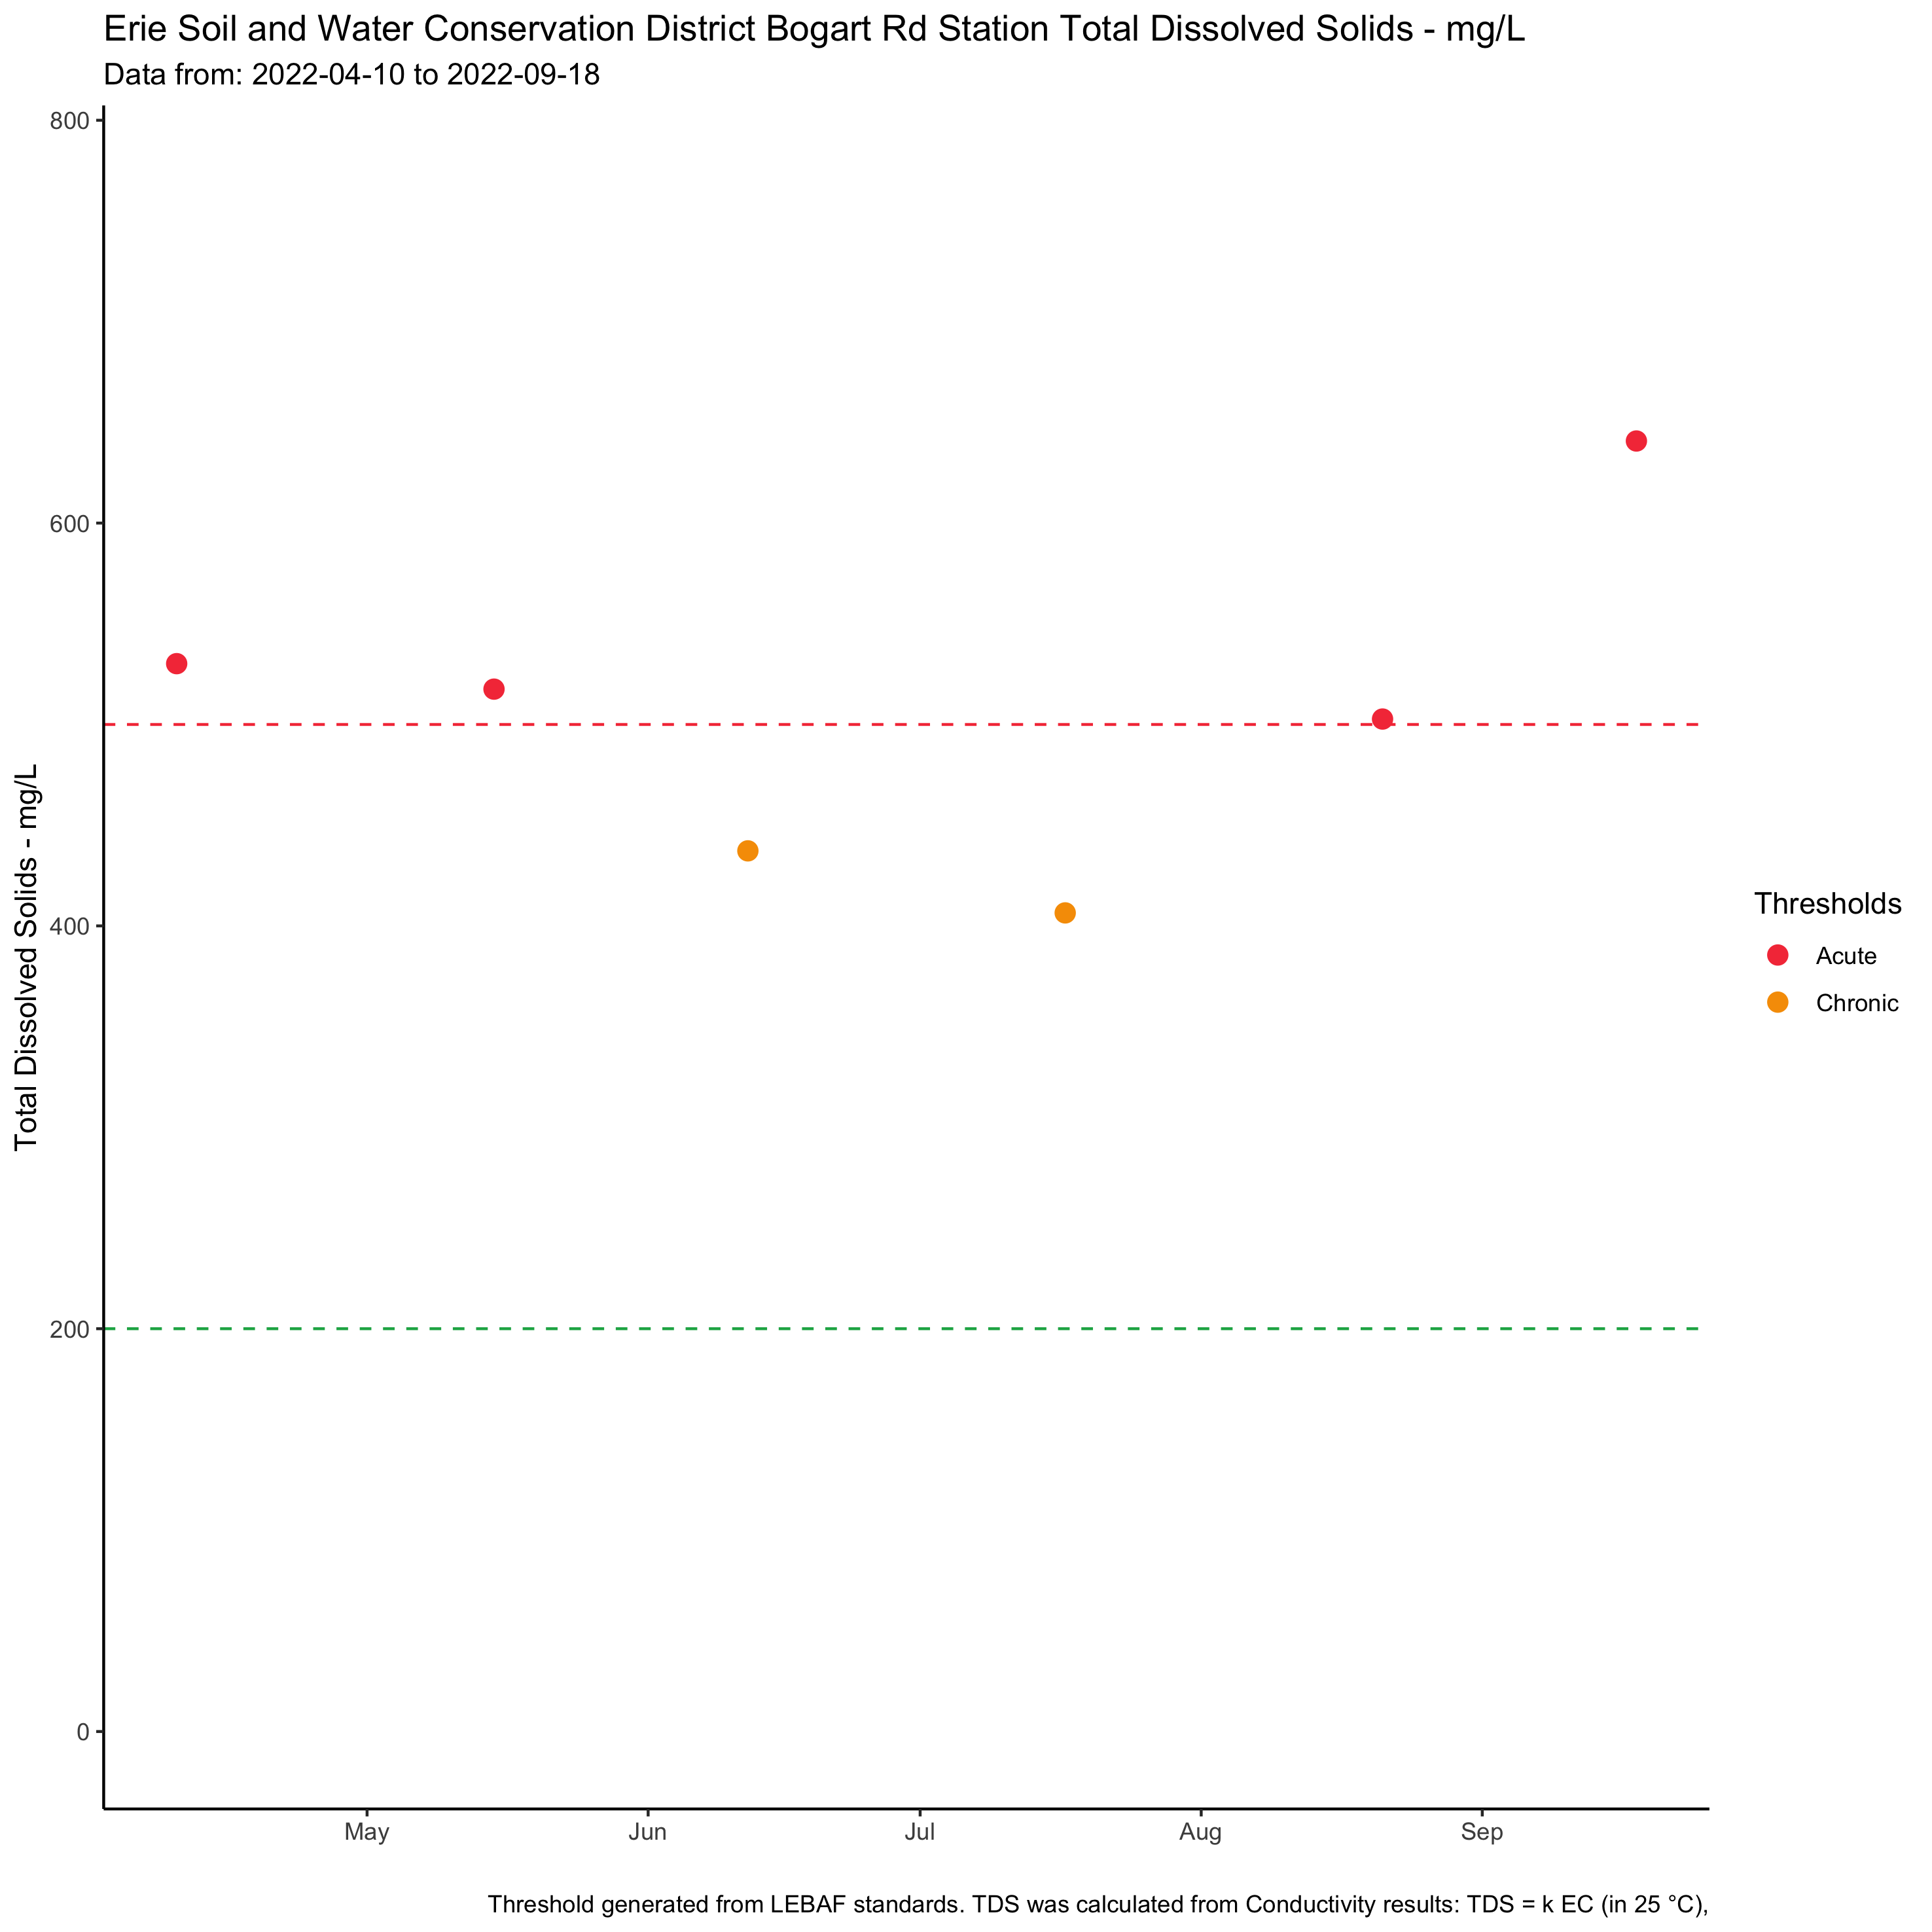 Erie Soil and Water Conservation District Bogart Rd Station Total Dissolved Solids - mg/L
Data from: 2022-04-10 to 2022-09-18
Total Dissolved Solids - mg/L
800
600
400
200
0
May Jun Jul Aug Sep
Thresholds
Acute
Chronic
Threshold generated from LEBAF standards. TDS was calculated from Conductivity results: TDS = k EC (in 25 °C),